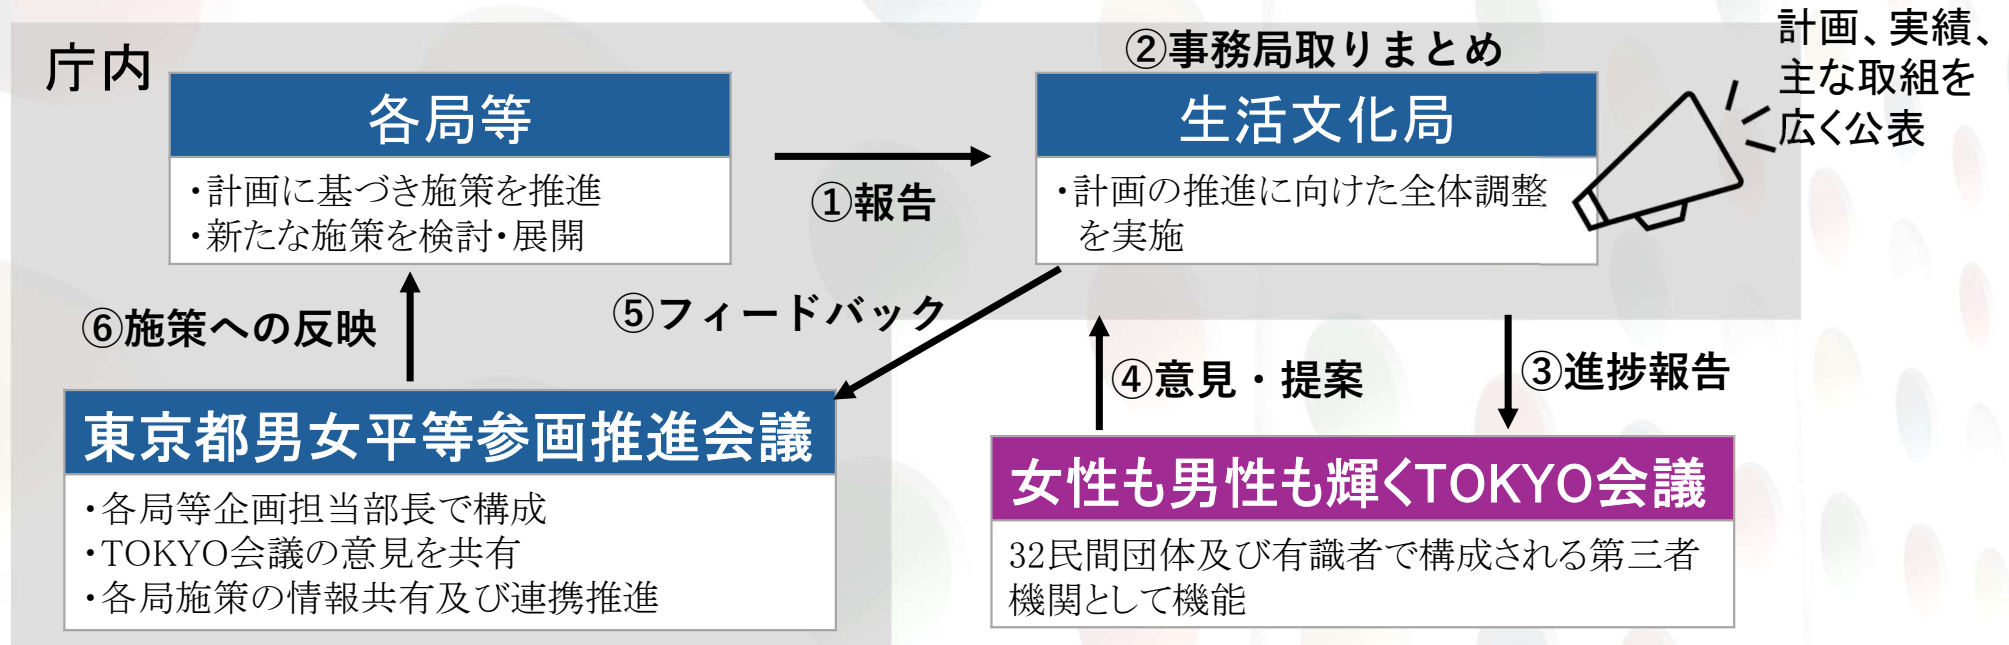 庁内
②事務局取りまとめ
計画、実績、
主な取組を
広く公表
各局等
・計画に基づき施策を推進
・新たな施策を検討・展開
①報告
生活文化局
・計画の推進に向けた全体調整
を実施
⑥施策への反映
⑤フィードバック
④意見・提案
③進捗報告
東京都男女平等参画推進会議
・各局等企画担当部長で構成
・TOKYO会議の意見を共有
・各局施策の情報共有及び連携推進
女性も男性も輝くTOKYO会議
32民間団体及び有識者で構成される第三者
機関として機能